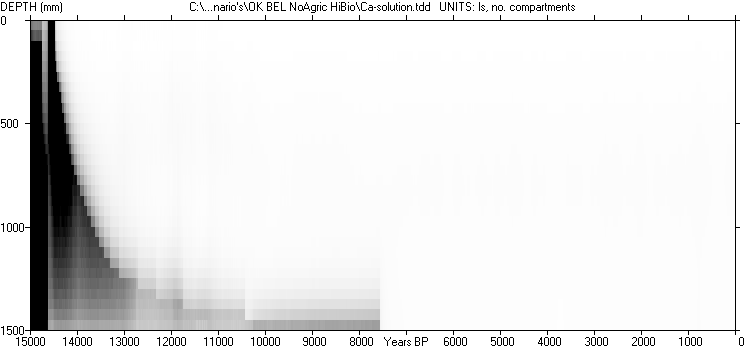 DEPTH (mm) C:\...nario's\OK BEL NoAgric HiBio\Ca-solution.tdd UNITS: ls, no. compartments
0
500
1000
1500
15000 14000 13000 12000 11000 10000 9000 8000 Years BP 6000 5000 4000 3000 2000 1000 0